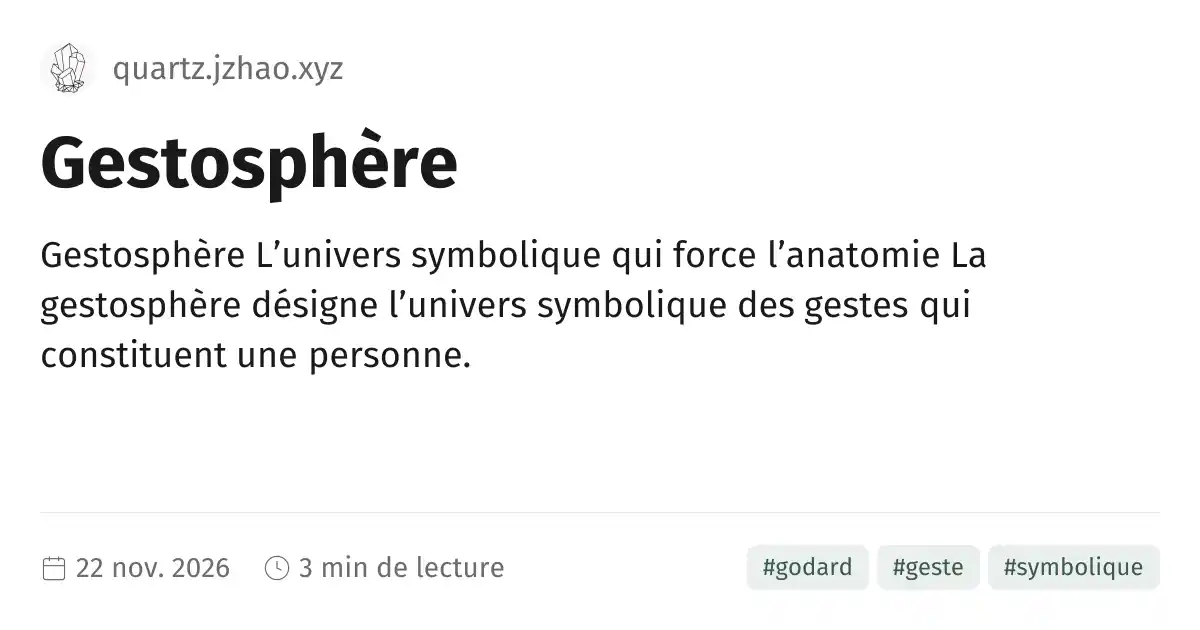 quartz.jzhao.xyz
Gestosphère
Gestosphère L’univers symbolique qui force l’anatomie La
gestosphère désigne l’univers symbolique des gestes qui
constituent une personne.
22 nov. 2026 3 min de lecture #godard #geste #symbolique